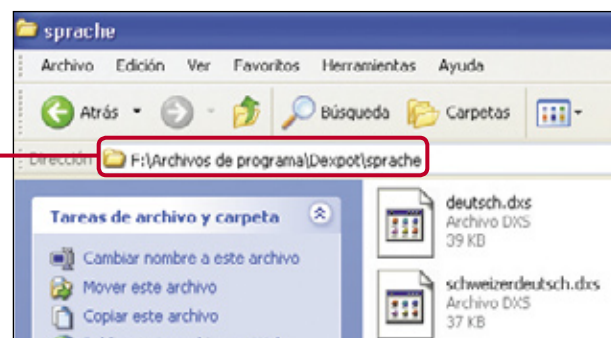 sprache
Archivo Edición Ver Favoritos Herramientas Ayuda
Atrás Búsqueda Carpetas
Dirección F:\Archivos de programa\Dexpot\sprache
Tareas de archivo y carpeta
Cambiar nombre a este archivo
Mover este archivo
Copiar este archivo
deutsch.dxs
Archivo DXS
39 KB
schweizerdeutsch.dxs
Archivo DXS
37 KB